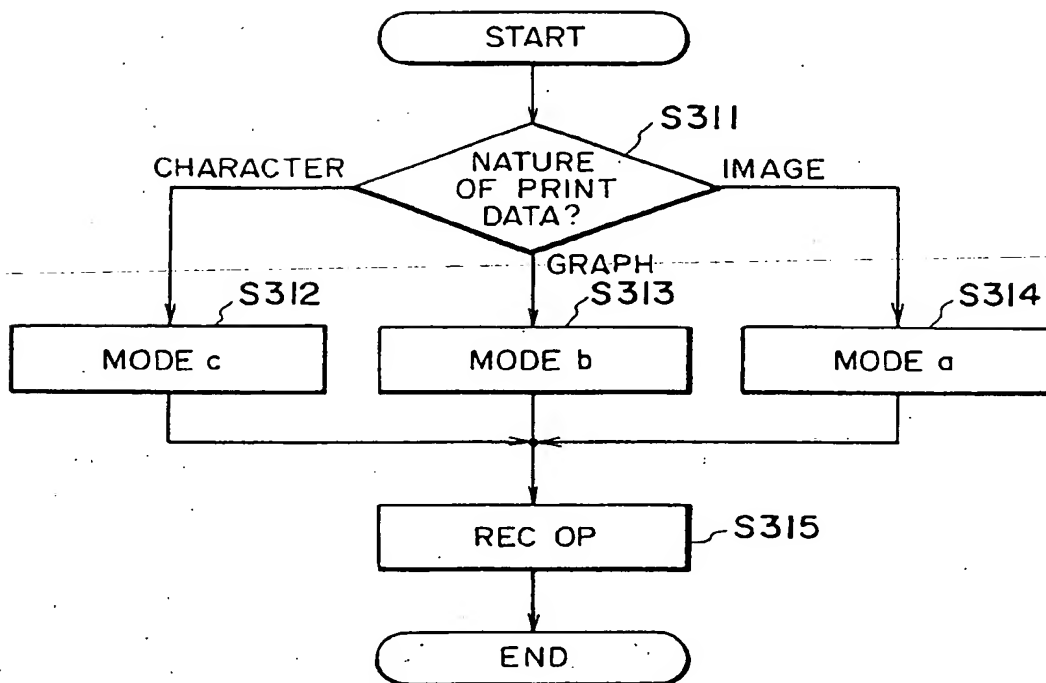 START
S311
CHARACTER
NATURE
OF PRINT
DATA?
IMAGE
GRAPH
S312
S313
S314
MODE c
MODE b
MODE a
REC OP
S315
END